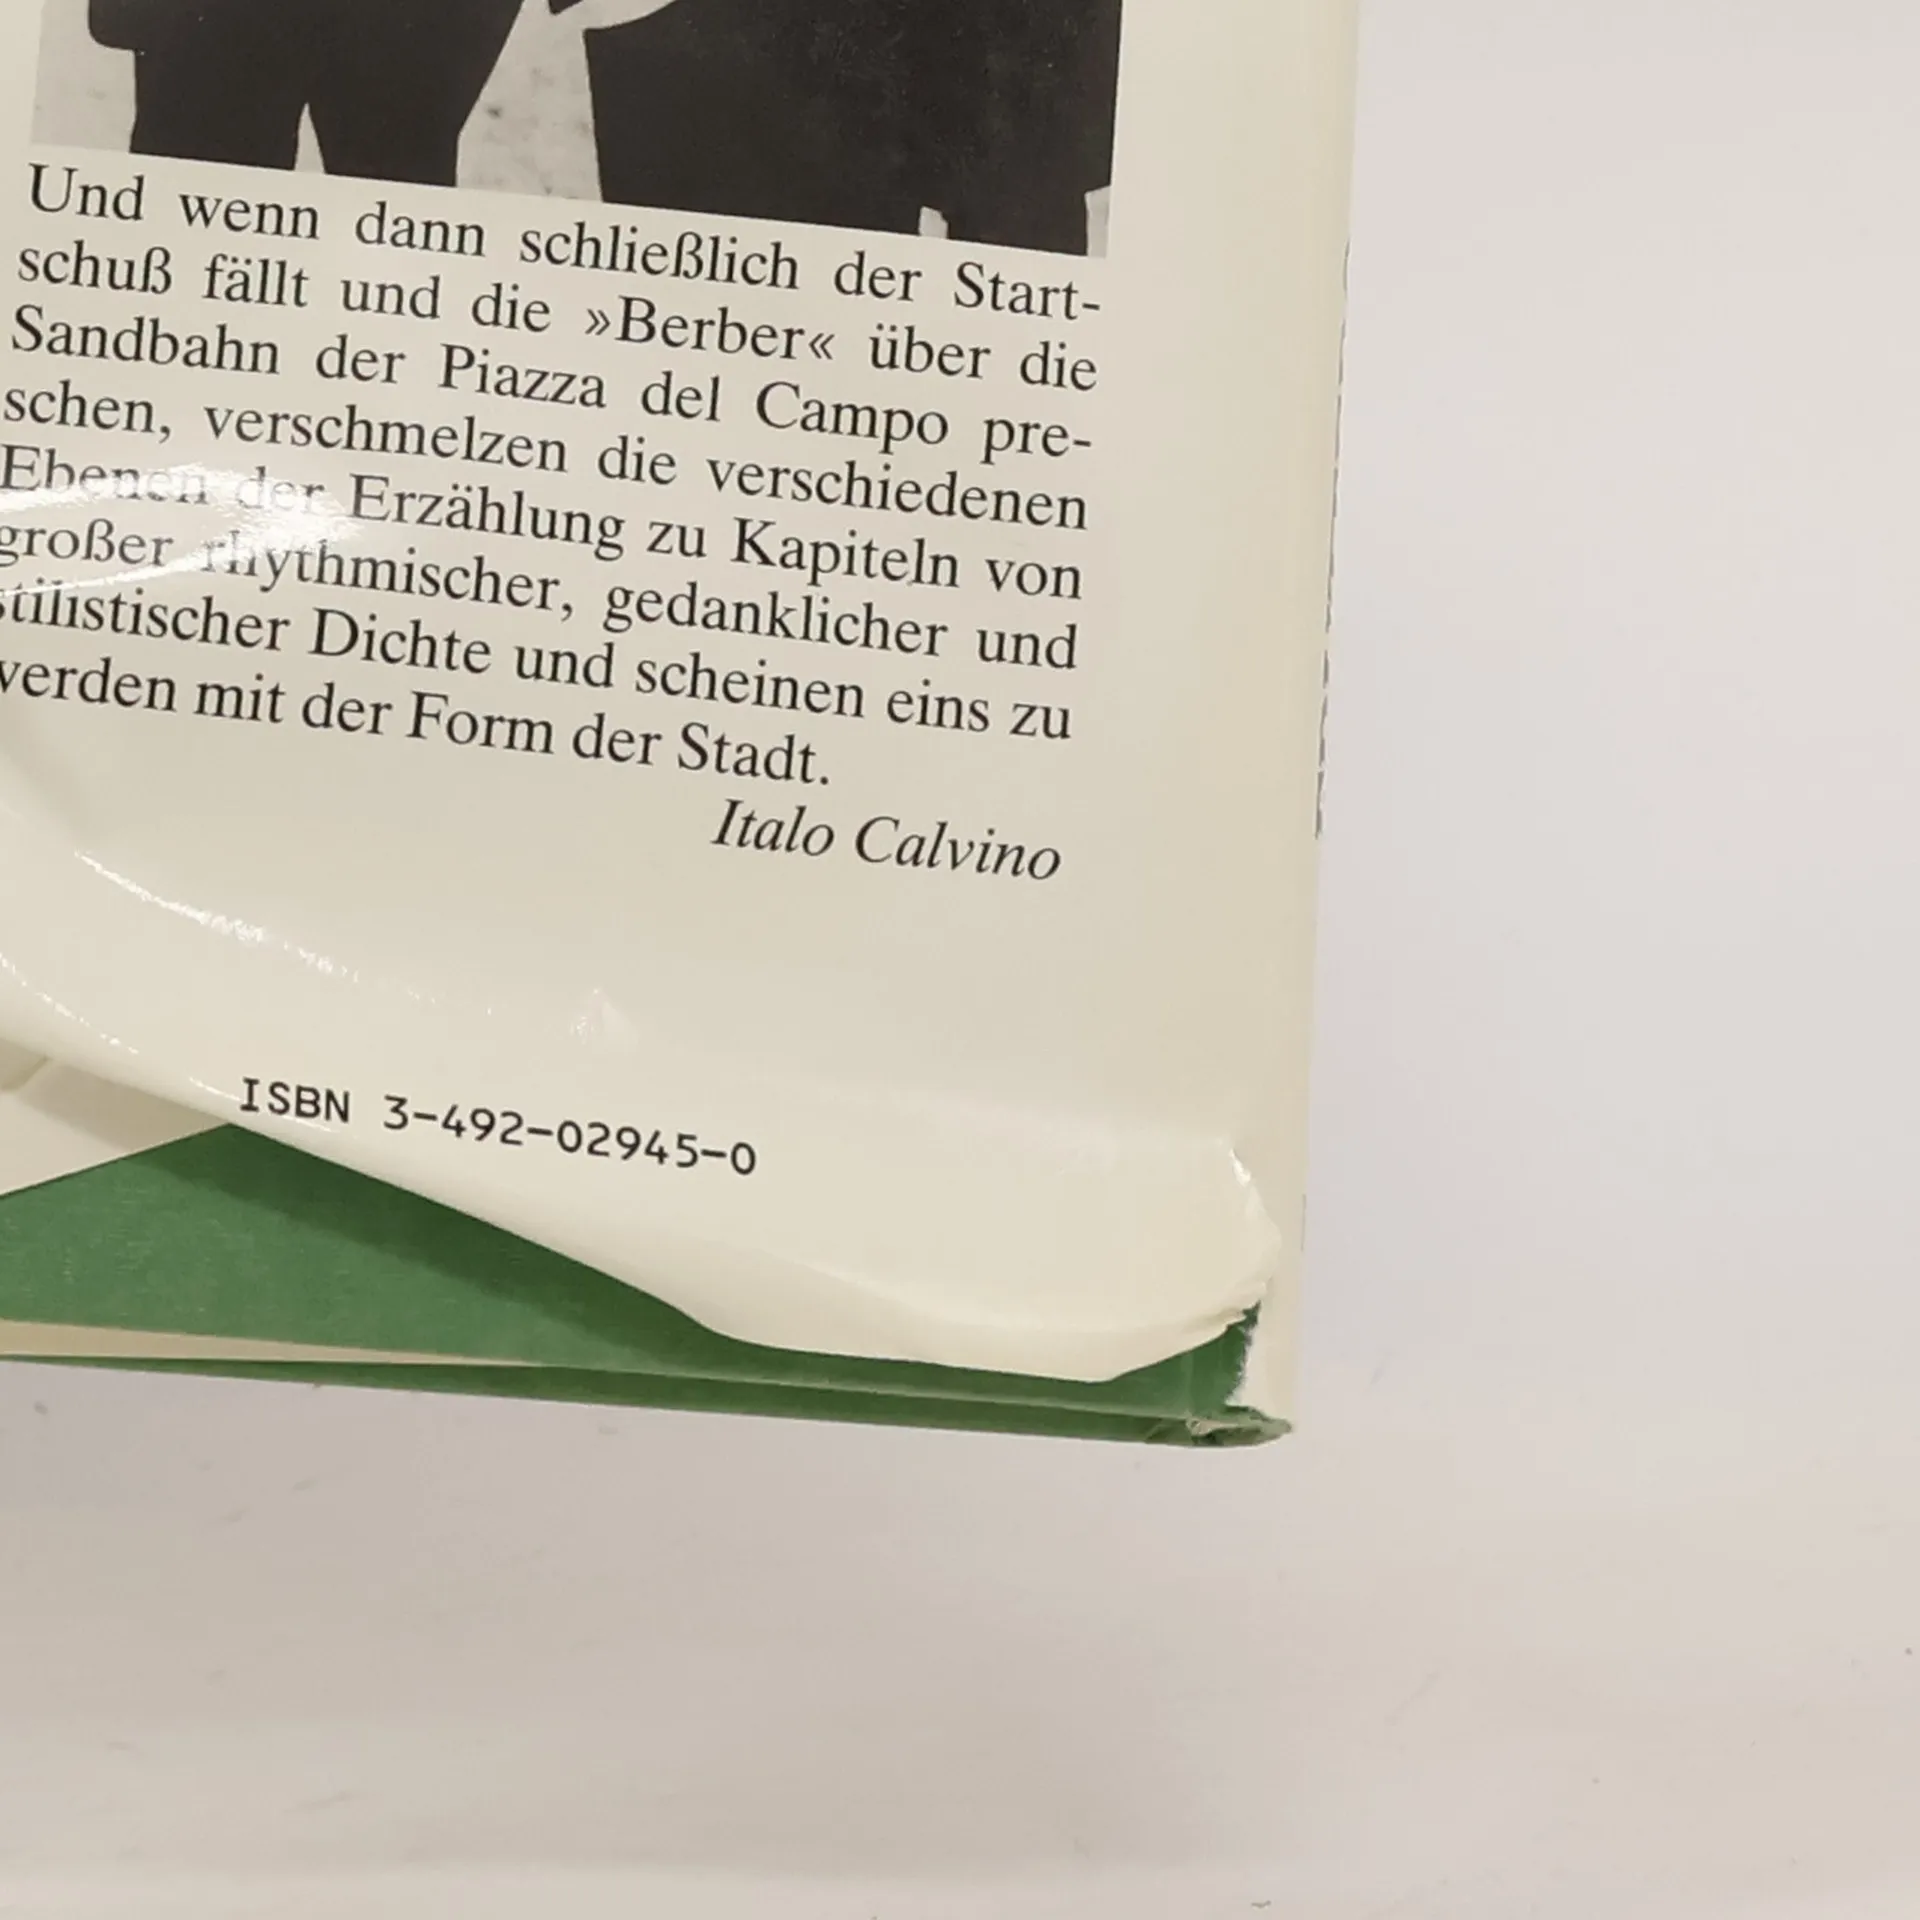 Und wenn dann schließlich der Start-
schuß fällt und die »Berber« über die
Sandbahn der Piazza del Campo pre-
schen, verschmelzen die verschiedenen
Ebenen der Erzählung zu Kapiteln von
großer rhythmischer, gedanklicher und
stilistischer Dichte und scheinen eins zu
werden mit der Form der Stadt.
Italo Calvino
ISBN 3-492-02945-0